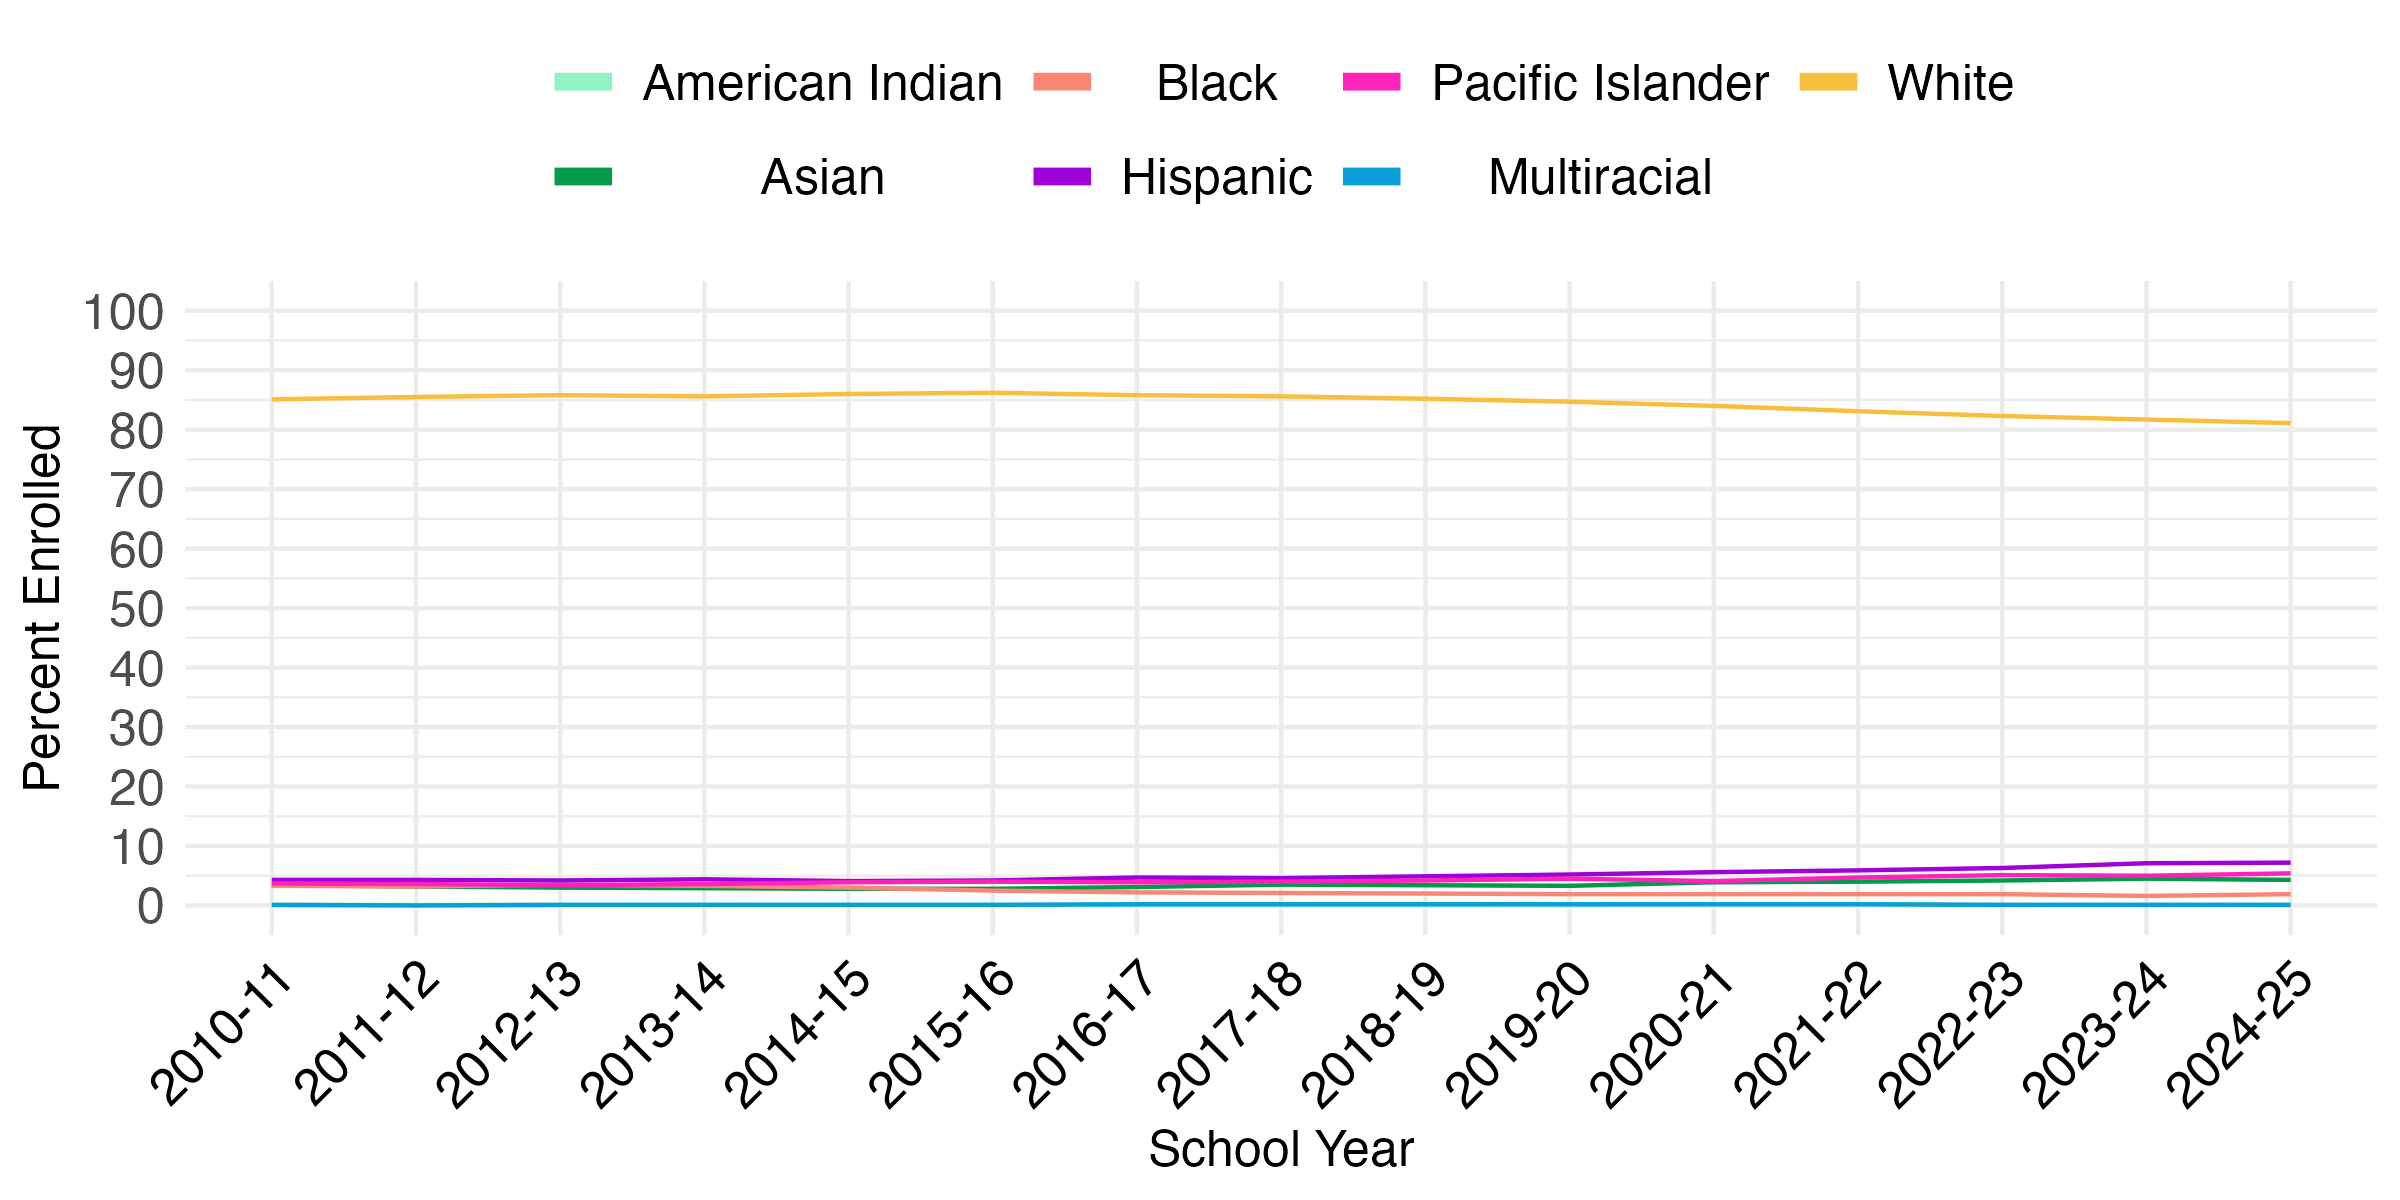 American Indian Black Pacific Islander White
Asian Hispanic Multiracial
100
90
80
70
60
50
40
30
20
10
0
Percent Enrolled
2010-11 2011-12 2012-13 2013-14 2014-15 2015-16 2016-17 2017-18 2018-19 2019-20 2020-21 2021-22 2022-23 2023-24 2024-25
School Year